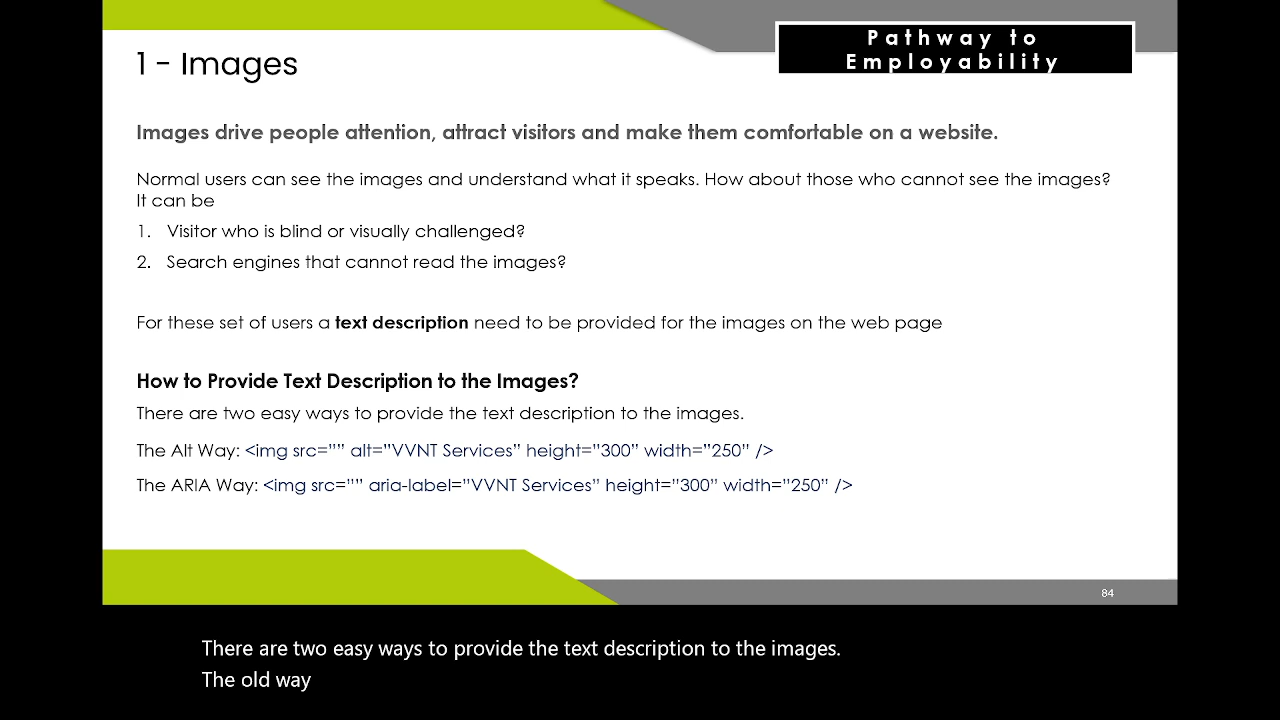 Pathway to
Employability
1 - Images
Images drive people attention, attract visitors and make them comfortable on a website.
Normal users can see the images and understand what it speaks. How about those who cannot see the images?
It can be
1. Visitor who is blind or visually challenged?
2. Search engines that cannot read the images?
For these set of users a text description need to be provided for the images on the web page
How to Provide Text Description to the Images?
There are two easy ways to provide the text description to the images.
The Alt Way: <img src=”” alt=”VVNT Services” height=”300” width=”250” />
The ARIA Way: <img src=”” aria-label=”VVNT Services” height=”300” width=”250” />
84
There are two easy ways to provide the text description to the images.
The old way